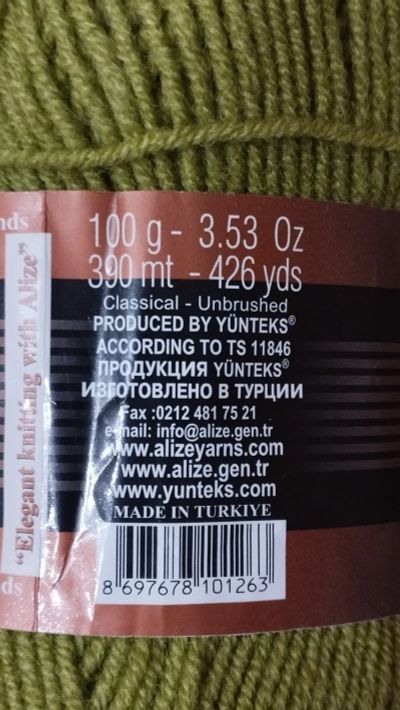 nds
100 g - 3.53 Oz
390 mt - 426 yds
Classical - Unbrushed
PRODUCED BY YÜNTEKS®
ACCORDING TO TS 11846
ПРОДУКЦИЯ YÜNTEKS®
ИЗГОТОВЛЕНО В ТУРЦИИ
Fax :0212 481 75 21
e-mail: info@alize.gen.tr
www.alizeyarns.com
www.alize.gen.tr
www.yunteks.com
MADE IN TURKIYE
8 697678 101263
"Elegant knitting with Alize"
ds